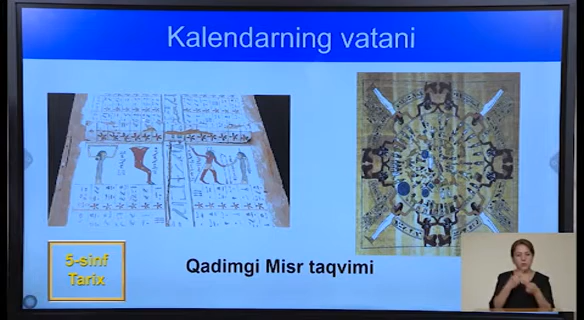 Kalendarning vatani
Qadimgi Misr taqvimi
5-sinf
Tarix